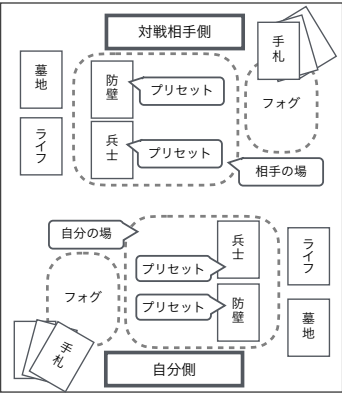 対戦相手側
手札
墓地
防壁
プリセット
フォグ
ライフ
兵士
プリセット
相手の場
自分の場
兵士
ライフ
プリセット
フォグ
プリセット
防壁
墓地
手札
自分側